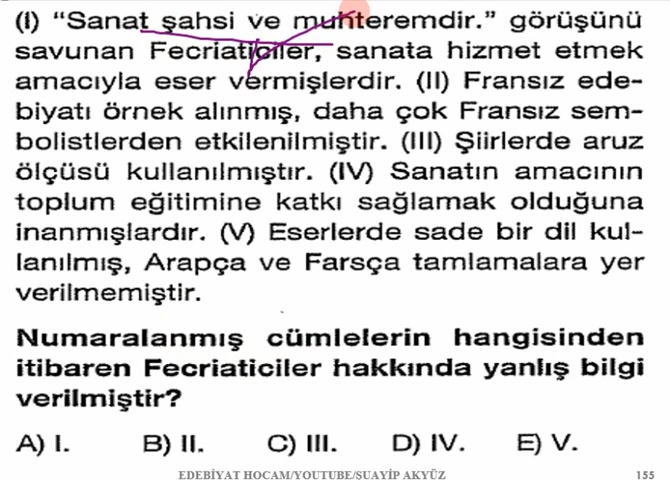 (I) “Sanat şahsi ve muhteremdir.” görüşünü
savunan Fecriaticiler, sanata hizmet etmek
amacıyla eser vermişlerdir. (II) Fransız ede-
biyatı örnek alınmış, daha çok Fransız sem-
bolistlerden etkilenilmiştir. (III) Şiirlerde aruz
ölçüsü kullanılmıştır. (IV) Sanatın amacının
toplum eğitimine katkı sağlamak olduğuna
inanmışlardır. (V) Eserlerde sade bir dil kul-
lanılmış, Arapça ve Farsça tamlamalara yer
verilmemiştir.
Numaralanmış cümlelerin hangisinden
itibaren Fecriaticiler hakkında yanlış bilgi
verilmiştir?
A) I. B) II. C) III. D) IV. E) V.
EDEBİYAT HOCAM/YOUTUBE/ŞUAYİP AKYÜZ 155